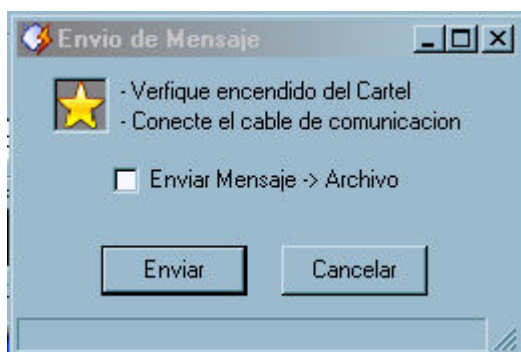 Envio de Mensaje
- Verfique encendido del Cartel
- Conecte el cable de comunicacion
Enviar Mensaje -> Archivo
Enviar
Cancelar